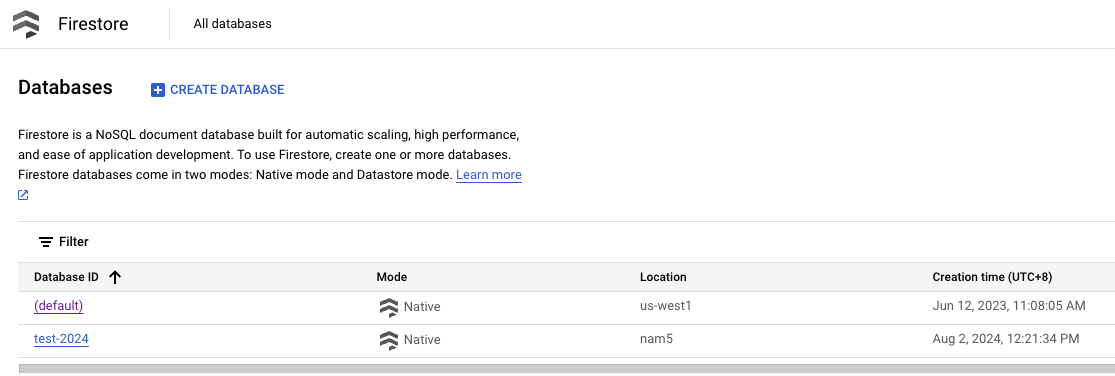 Firestore All databases
Databases CREATE DATABASE
Firestore is a NoSQL document database built for automatic scaling, high performance,
and ease of application development. To use Firestore, create one or more databases.
Firestore databases come in two modes: Native mode and Datastore mode. Learn more
Filter
Database ID Mode Location Creation time (UTC+8)
(default) Native us-west1 Jun 12, 2023, 11:08:05 AM
test-2024 Native nam5 Aug 2, 2024, 12:21:34 PM